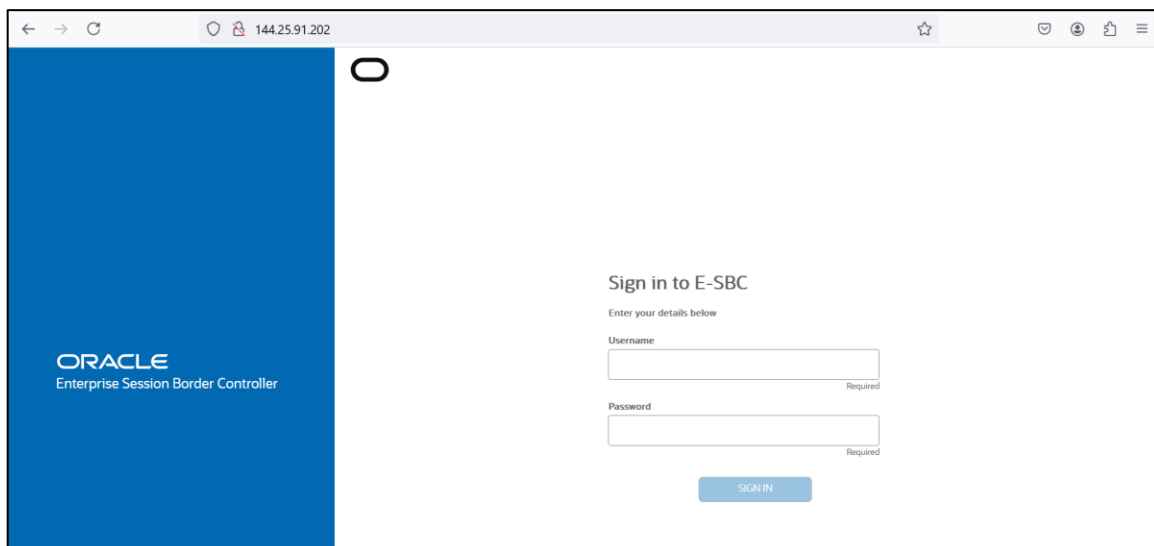 144.25.91.202
ORACLE
Enterprise Session Border Controller
Sign in to E-SBC
Enter your details below
Username
Required
Password
Required
SIGN IN